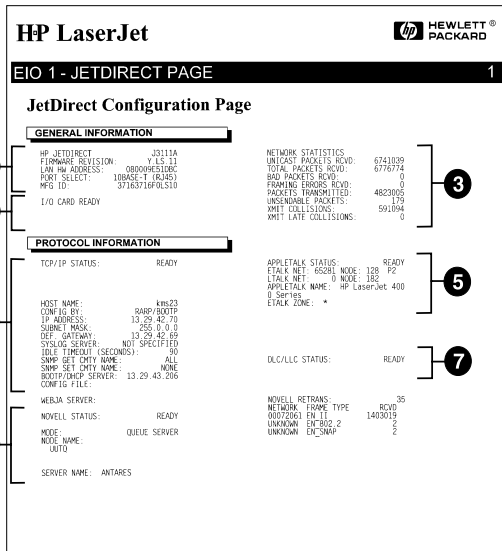 HP LaserJet
hp HEWLETT®
PACKARD
EIO 1 - JETDIRECT PAGE 1
JetDirect Configuration Page
GENERAL INFORMATION
HP JETDIRECT J3111A
FIRMWARE REVISION: Y.LS.11
LAN HW ADDRESS: 080009E51DBC
PORT SELECT: 10BASE-T (RJ45)
MFG ID: 37163716F0LS10
I/O CARD READY
NETWORK STATISTICS
UNICAST PACKETS RCVD: 6741039
TOTAL PACKETS RCVD: 6776774
BAD PACKETS RCVD: 0
FRAMING ERRORS RCVD: 0
PACKETS TRANSMITTED: 4823005
UNSENDABLE PACKETS: 179
XMIT COLLISIONS: 591094
XMIT LATE COLLISIONS: 0
3
PROTOCOL INFORMATION
TCP/IP STATUS: READY
HOST NAME: kms23
CONFIG BY: RARP/BOOTP
IP ADDRESS: 13.29.42.70
SUBNET MASK: 255.0.0.0
DEF. GATEWAY: 13.29.42.69
SYSLOG SERVER: NOT SPECIFIED
IDLE TIMEOUT (SECONDS): 90
SNMP GET CMTY NAME: ALL
SNMP SET CMTY NAME: NONE
BOOTP/DHCP SERVER: 13.29.43.206
CONFIG FILE:
WEBJA SERVER:
NOVELL STATUS: READY
MODE: QUEUE SERVER
NODE NAME:
UUTQ
SERVER NAME: ANTARES
APPLETALK STATUS: READY
ETALK NET: 65281 NODE: 128 P2
LTALK NET: 0 NODE: 182
APPLETALK NAME: HP LaserJet 400
0 Series
ETALK ZONE: *
5
DLC/LLC STATUS: READY
7
NOVELL RETRANS: 35
NETWORK FRAME TYPE RCVD
00072061 EN_II 1403019
UNKNOWN EN_802.2 2
UNKNOWN EN_SNAP 2